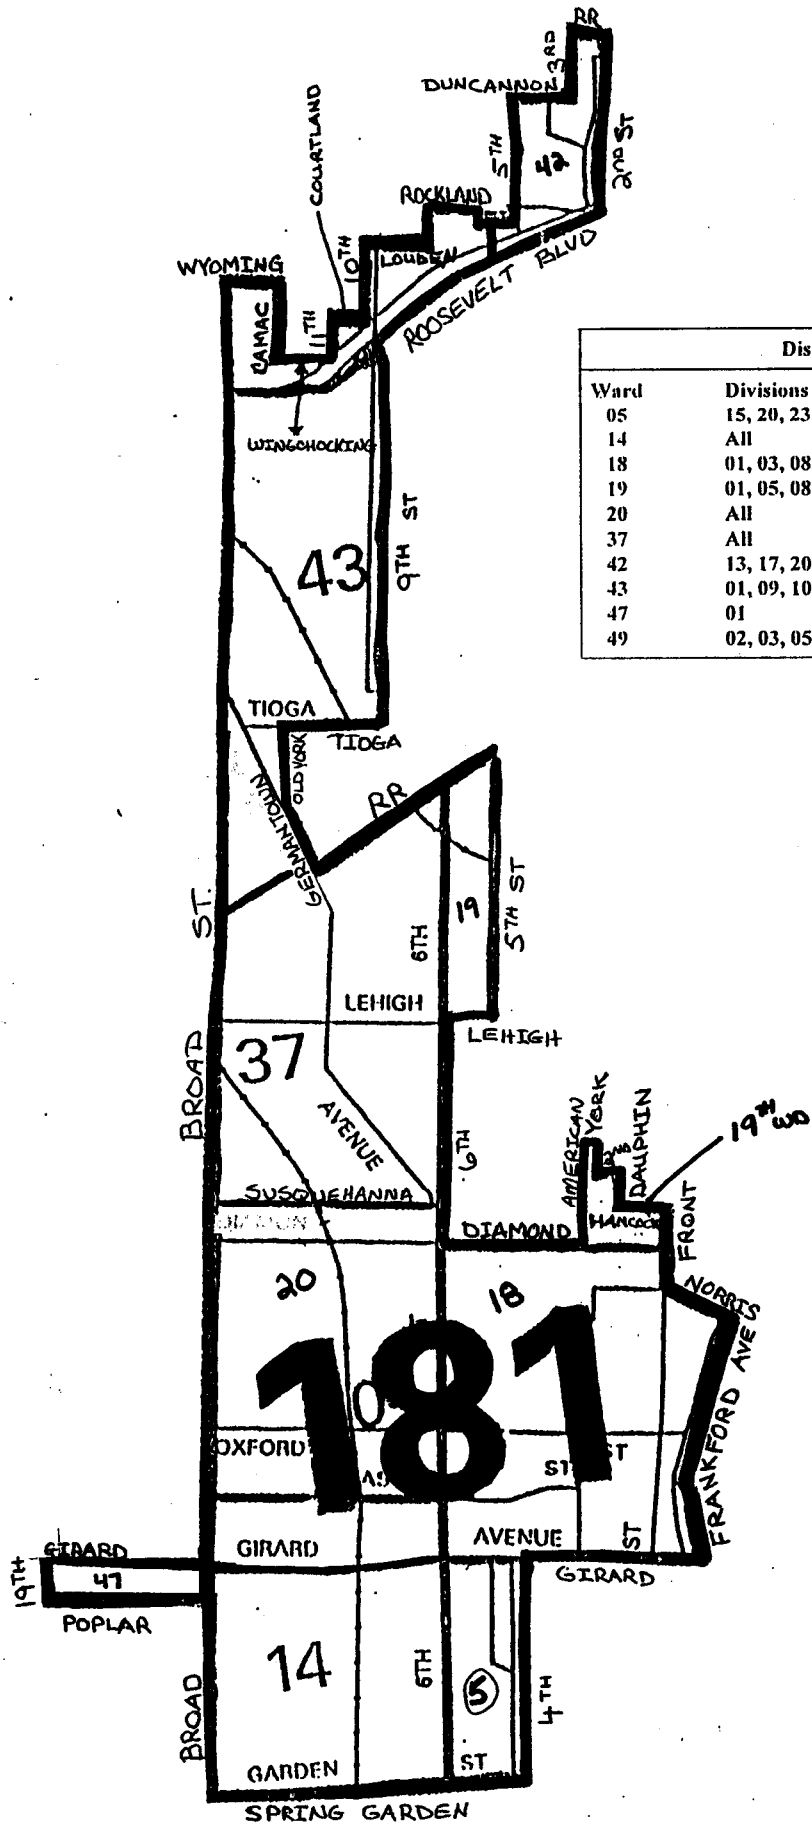 RR
3RD
DUNCANNON
COURTLAND
5TH
42
2ND ST
ROCKLAND
10TH
LOUDEN
WYOMING
ROOSEVELT BLVD
CAMAC
11TH
WINGOHOCKING
Dis
Ward Divisions
05 15, 20, 23
14 All
18 01, 03, 08
19 01, 05, 08
20 All
37 All
42 13, 17, 20
43 01, 09, 10
47 01
49 02, 03, 05
43
9TH ST
TIOGA
TIOGA
OLD YORK
RR
GERMANTOWN
ST.
19
6TH
5TH ST
LEHIGH
LEHIGH
37
BROAD
AVENUE
AMERICAN
YORK
2ND
DAUPHIN
19TH WD
6TH
SUSQUEHANNA
HANCOCK
FRONT
DIAMOND
20
18
NORRIS
181
FRANKFORD AVE
OXFORD
ST
ST
GIRARD
GIRARD
AVENUE
ST
GIRARD
19TH
47
POPLAR
14
6TH
5
4TH
BROAD
GARDEN
ST
SPRING GARDEN